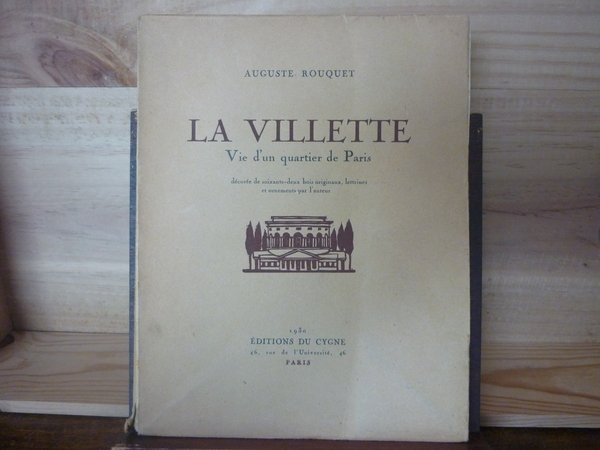 AUGUSTE ROUQUET
LA VILLETTE
Vie d'un quartier de Paris
décorée de soixante-deux bois originaux, lettrines
et ornements par l'auteur
1930
ÉDITIONS DU CYGNE
46, rue de l'Université, 46
PARIS